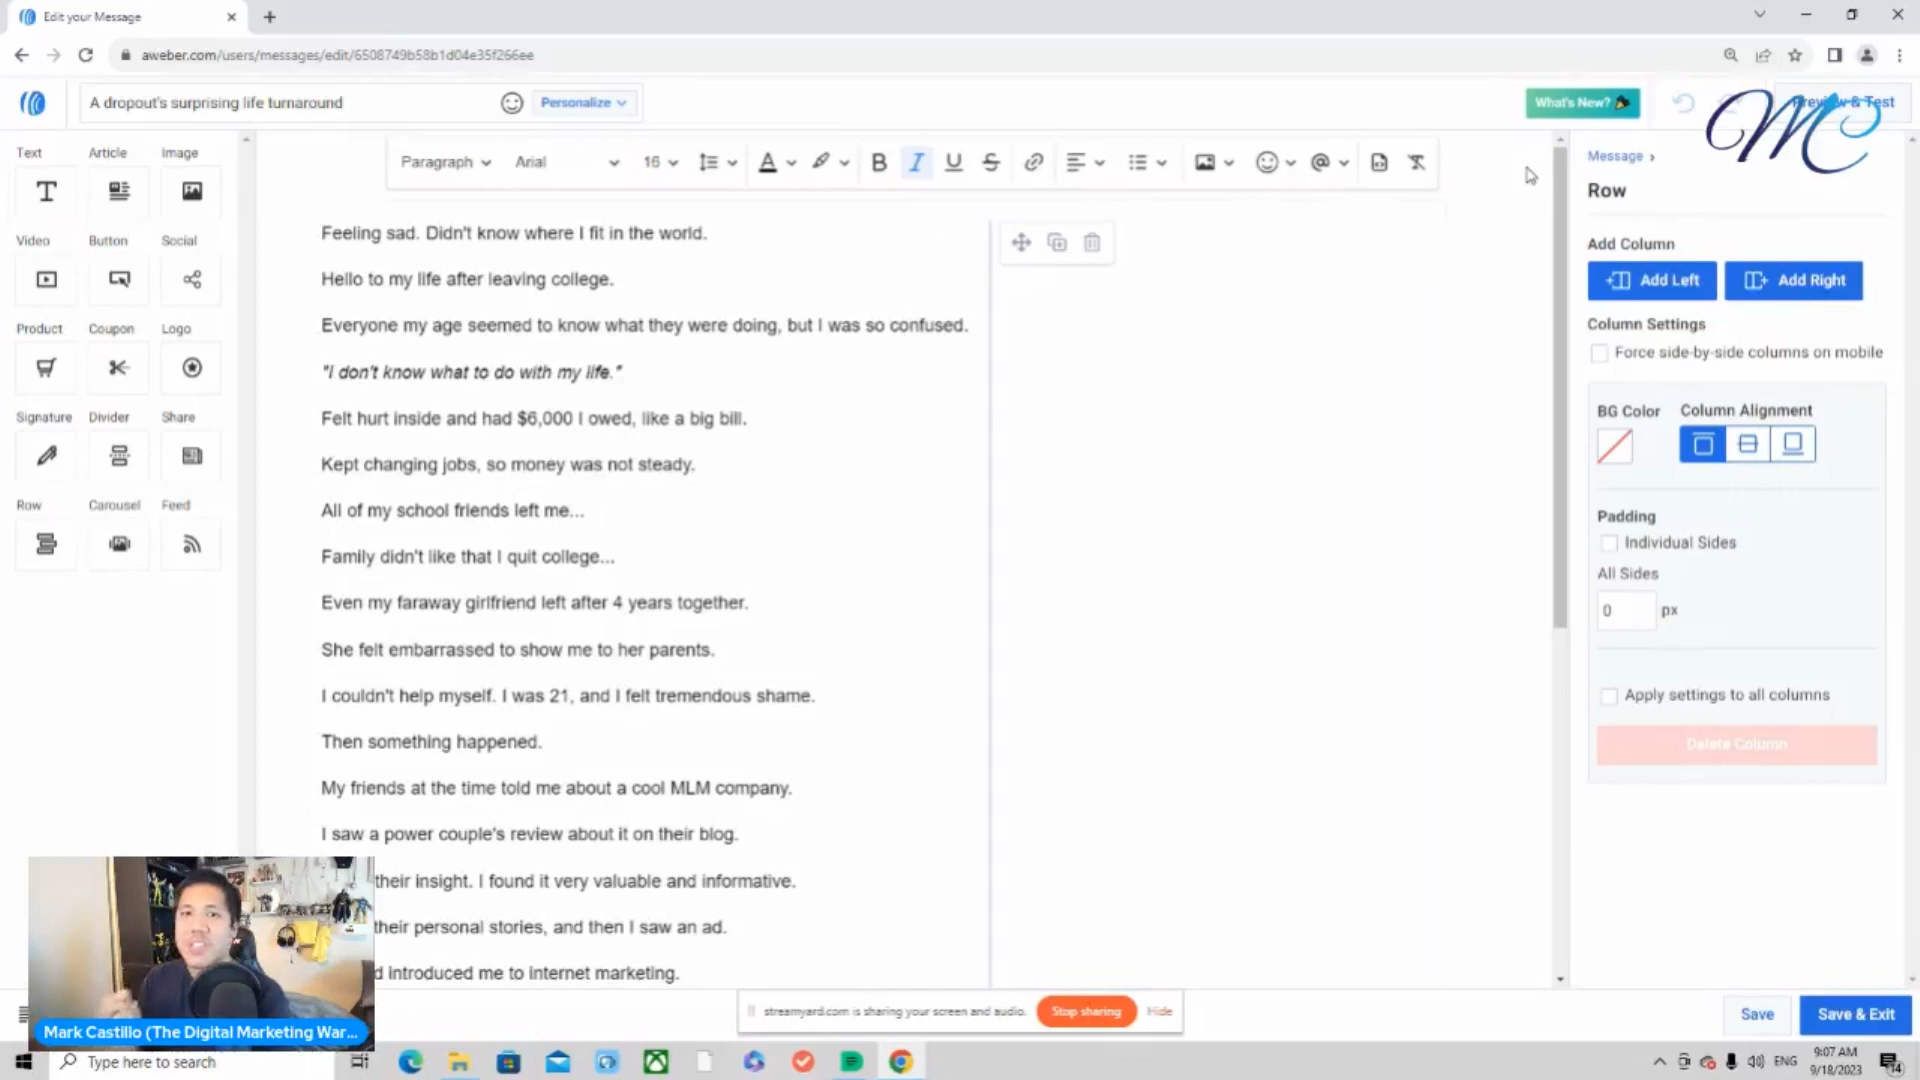 Edit your Message
aweber.com/users/messages/edit/6508749b58b1d04e35f266ee
A dropout's surprising life turnaround
Personalize
What's New?
Preview & Test
MC
Text
Article
Image
Video
Button
Social
Product
Coupon
Logo
Signature
Divider
Share
Row
Carousel
Feed
Paragraph
Arial
16
Feeling sad. Didn't know where I fit in the world.
Hello to my life after leaving college.
Everyone my age seemed to know what they were doing, but I was so confused.
"I don't know what to do with my life."
Felt hurt inside and had $6,000 I owed, like a big bill.
Kept changing jobs, so money was not steady.
All of my school friends left me...
Family didn't like that I quit college...
Even my faraway girlfriend left after 4 years together.
She felt embarrassed to show me to her parents.
I couldn't help myself. I was 21, and I felt tremendous shame.
Then something happened.
My friends at the time told me about a cool MLM company.
I saw a power couple's review about it on their blog.
their insight. I found it very valuable and informative.
their personal stories, and then I saw an ad.
introduced me to internet marketing.
Message
Row
Add Column
Add Left
Add Right
Column Settings
Force side-by-side columns on mobile
BG Color
Column Alignment
Padding
Individual Sides
All Sides
0 px
Apply settings to all columns
Delete Column
Mark Castillo (The Digital Marketing War...
streamyard.com is sharing your screen and audio.
Stop sharing
Hide
Save
Save & Exit
Type here to search
ENG
9:07 AM
9/18/2023
14